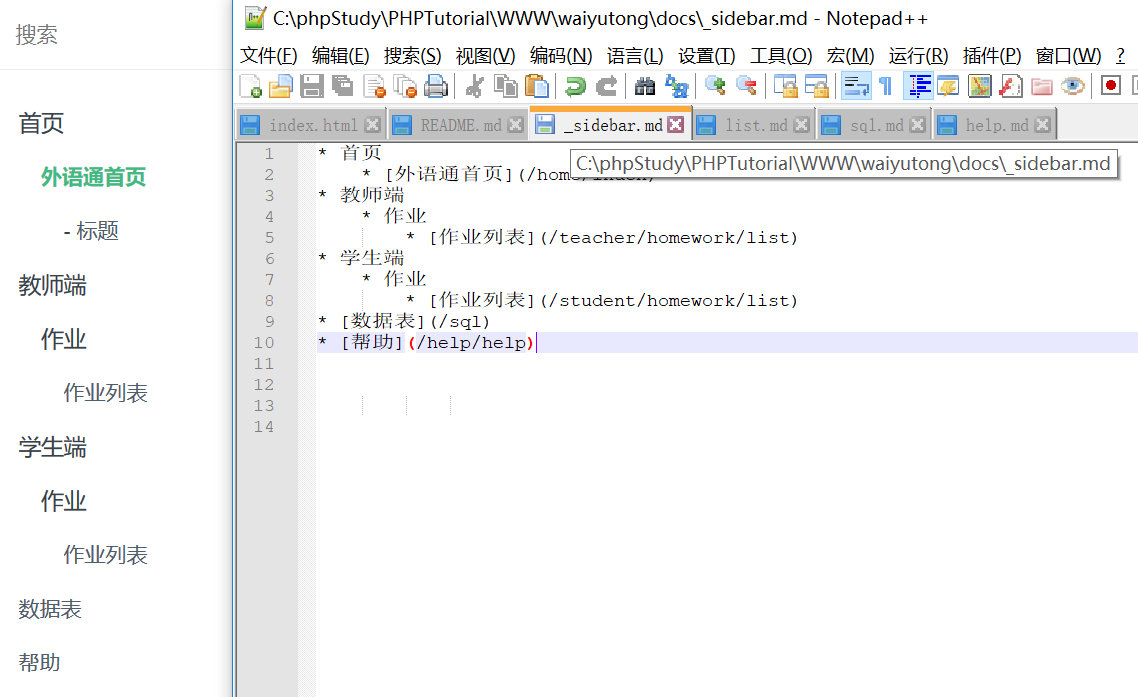 搜索
首页
外语通首页
- 标题
教师端
作业
作业列表
学生端
作业
作业列表
数据表
帮助
C:\phpStudy\PHPTutorial\WWW\waiyutong\docs\_sidebar.md - Notepad++
文件(F) 编辑(E) 搜索(S) 视图(V) 编码(N) 语言(L) 设置(T) 工具(O) 宏(M) 运行(R) 插件(P) 窗口(W) ?
index.html README.md _sidebar.md list.md sql.md help.md
C:\phpStudy\PHPTutorial\WWW\waiyutong\docs\_sidebar.md
1 * 首页
2 * [外语通首页](/home/index)
3 * 教师端
4 * 作业
5 * [作业列表](/teacher/homework/list)
6 * 学生端
7 * 作业
8 * [作业列表](/student/homework/list)
9 * [数据表](/sql)
10 * [帮助](/help/help)
11
12
13
14